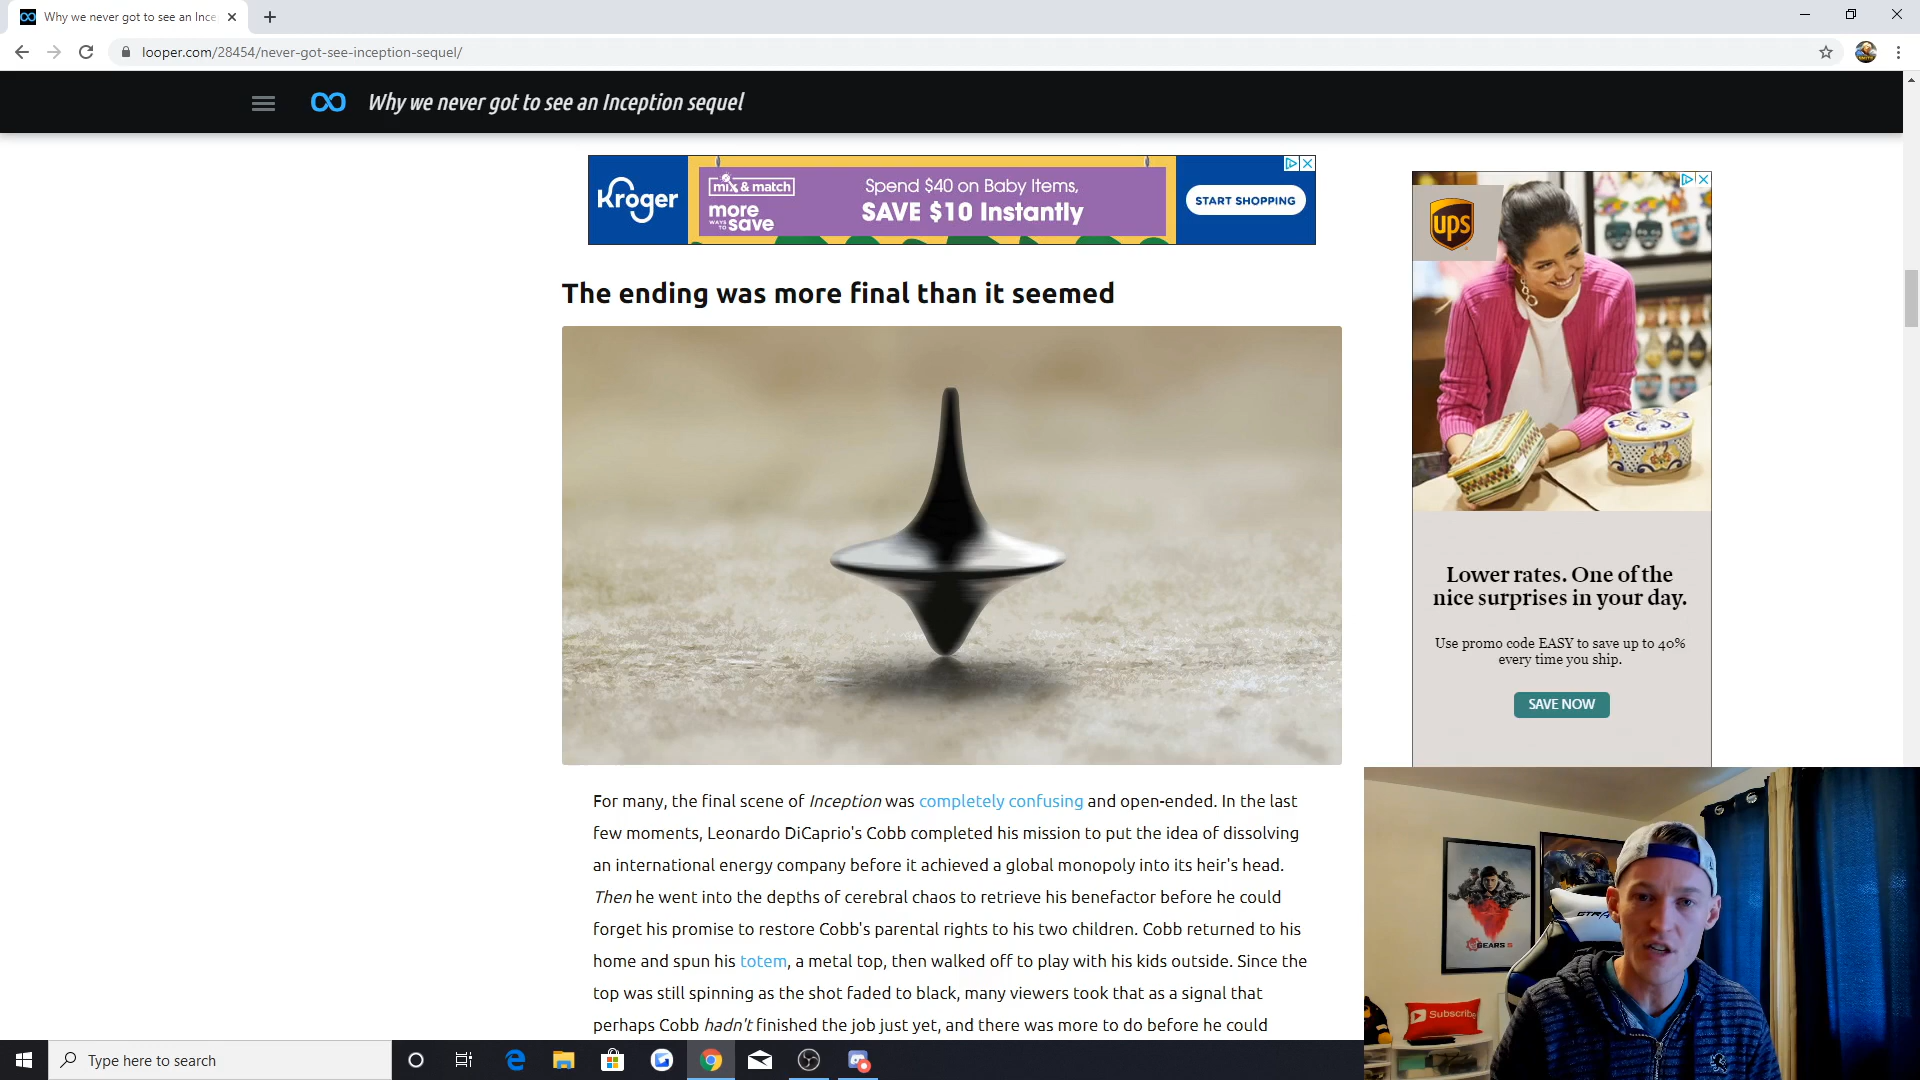 Why we never got to see an Ince
looper.com/28454/never-got-see-inception-sequel/
Why we never got to see an Inception sequel
Kroger
mix & match
more
WAYS TO save
Spend $40 on Baby Items,
SAVE $10 Instantly
START SHOPPING
ups
The ending was more final than it seemed
Lower rates. One of the
nice surprises in your day.
Use promo code EASY to save up to 40%
every time you ship.
SAVE NOW
For many, the final scene of Inception was completely confusing and open-ended. In the last
few moments, Leonardo DiCaprio's Cobb completed his mission to put the idea of dissolving
an international energy company before it achieved a global monopoly into its heir's head.
Then he went into the depths of cerebral chaos to retrieve his benefactor before he could
forget his promise to restore Cobb's parental rights to his two children. Cobb returned to his
home and spun his totem, a metal top, then walked off to play with his kids outside. Since the
top was still spinning as the shot faded to black, many viewers took that as a signal that
perhaps Cobb hadn't finished the job just yet, and there was more to do before he could
GEARS 5
Subscribe
Type here to search